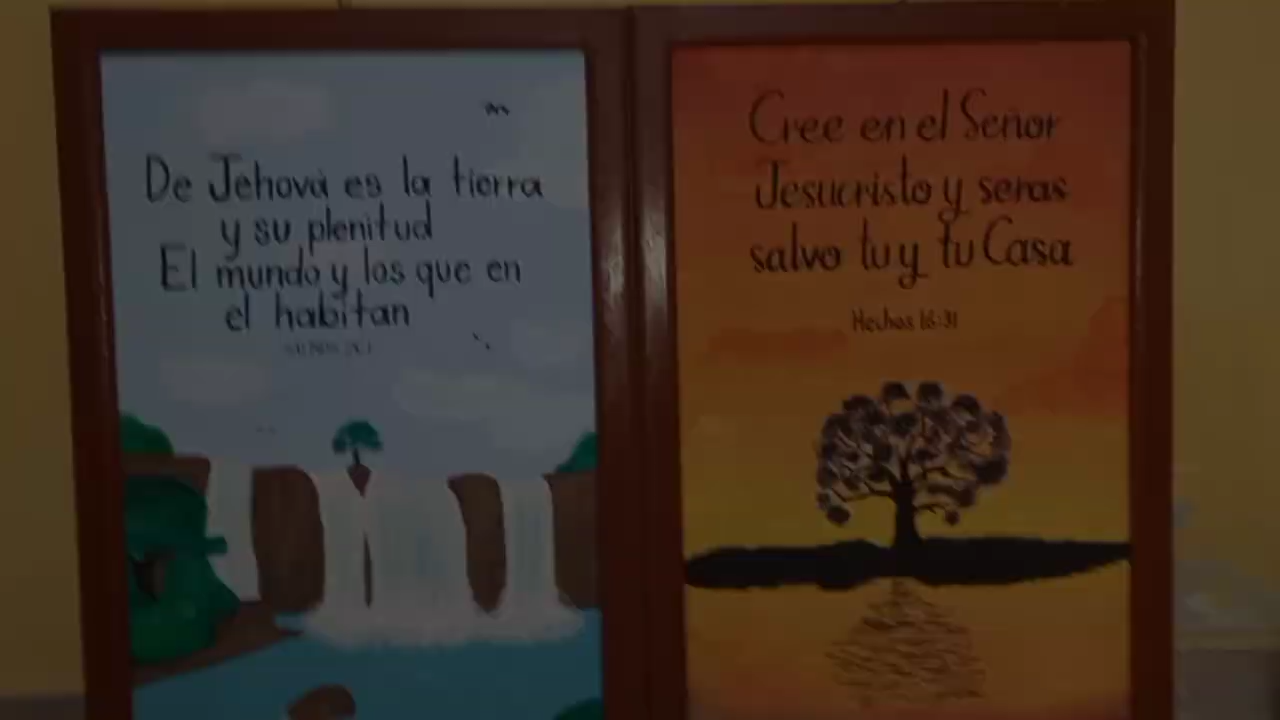 De Jehová es la tierra
y su plenitud
El mundo y los que en
el habitan
Cree en el Señor
Jesucristo y seras
salvo tu y tu Casa
Hechos 16:31